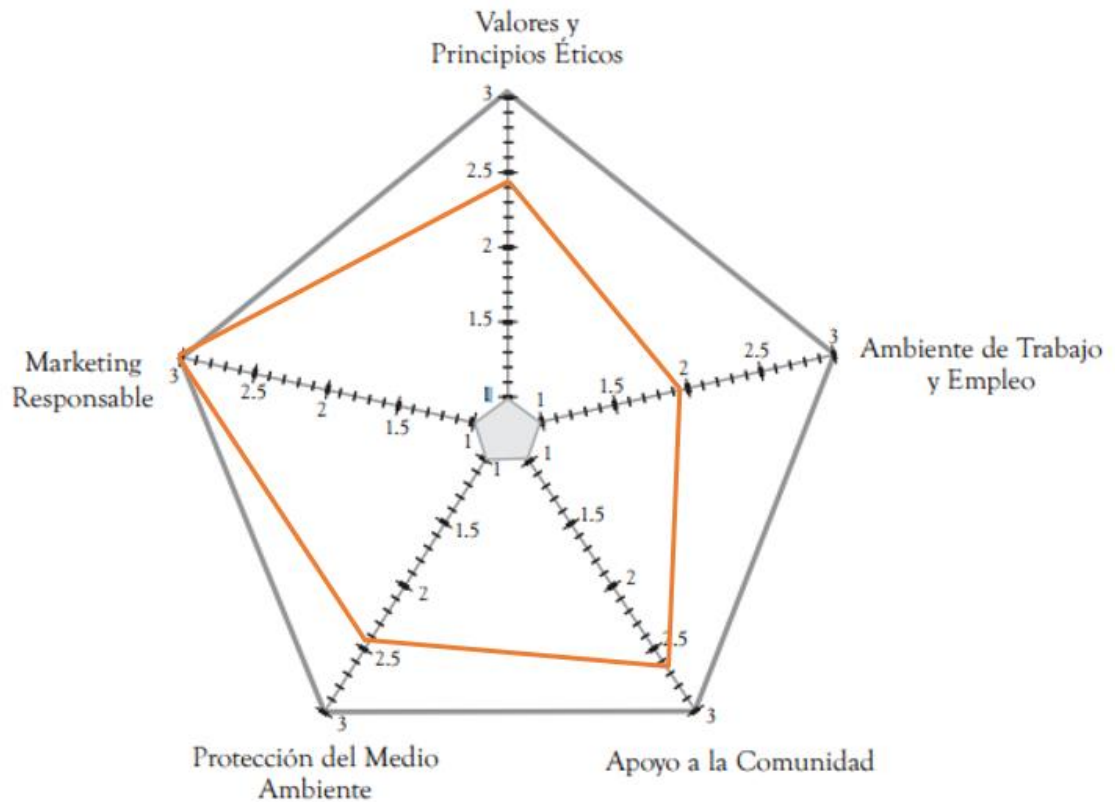 Valores y
Principios Éticos
3
2.5
2
1.5
1
1.5
2
2.5
3
Ambiente de Trabajo
y Empleo
Marketing
Responsable
3
2.5
2
1.5
1
1
1.5
2
2.5
3
1
1.5
2
2.5
3
Protección del Medio
Ambiente
Apoyo a la Comunidad